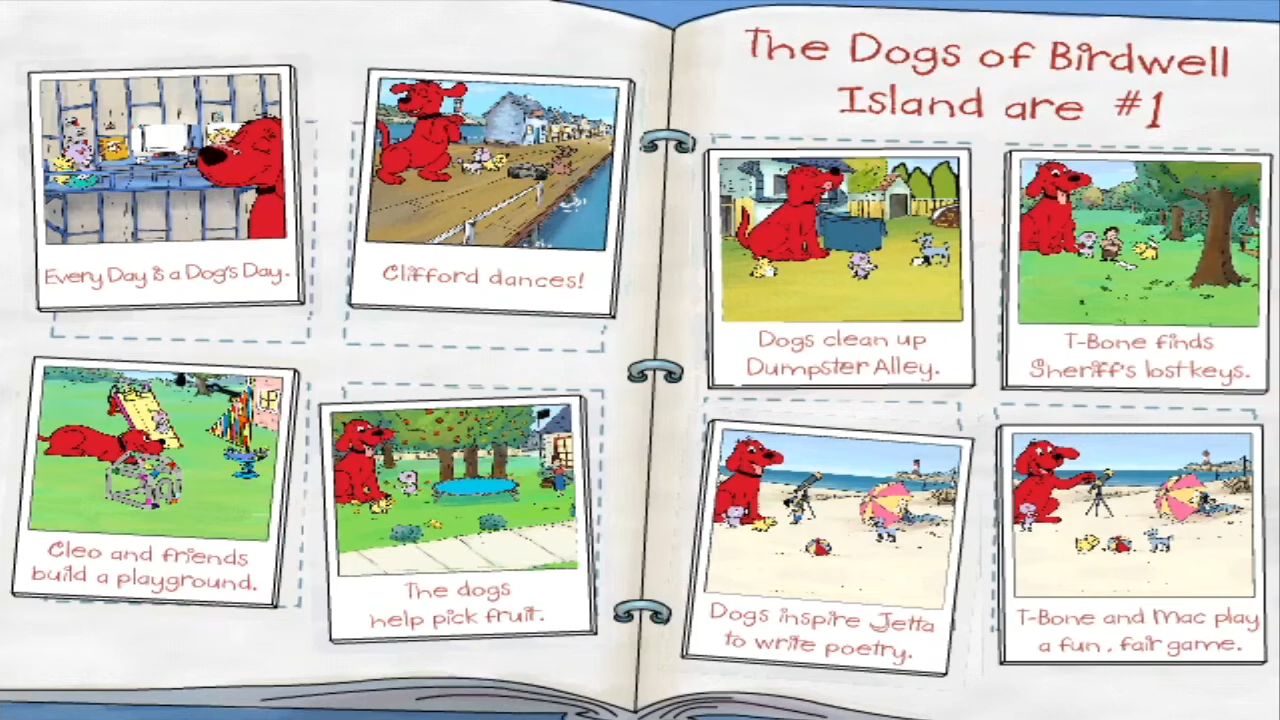 Every Day is a Dog's Day.
Clifford dances!
Cleo and friends
build a playground.
The dogs
help pick fruit.
The Dogs of Birdwell
Island are #1
Dogs clean up
Dumpster Alley.
T-Bone finds
Sheriff's lost keys.
Dogs inspire Jetta
to write poetry.
T-Bone and Mac play
a fun, fair game.